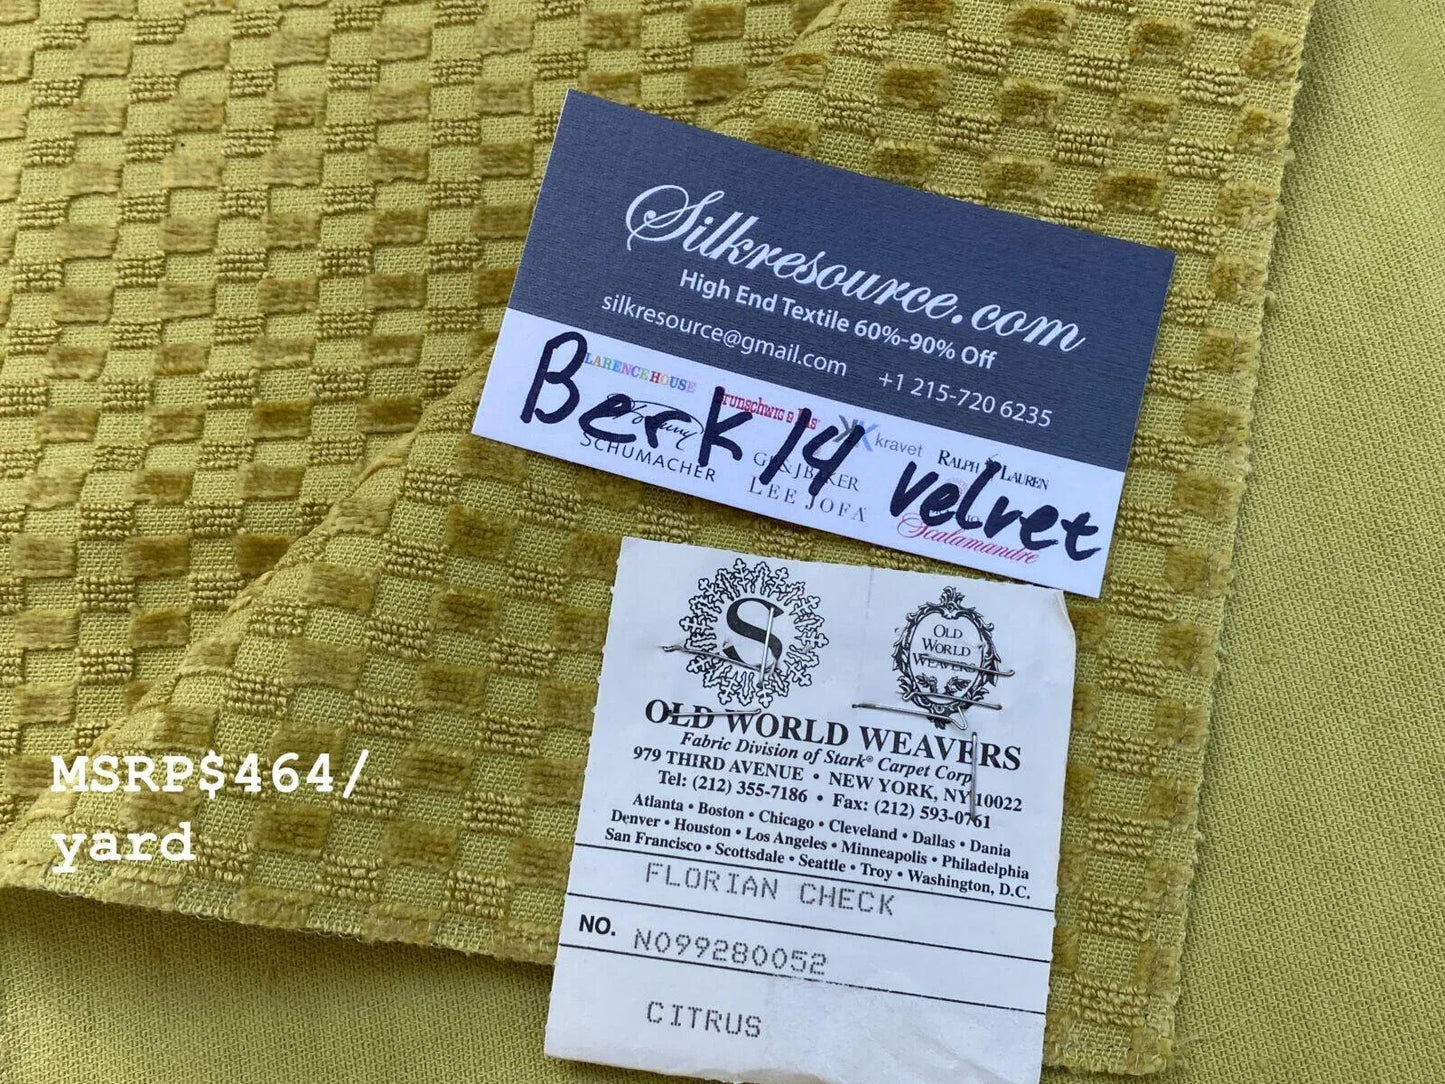 Silkresource.com
High End Textile 60%-90% Off
silkresource@gmail.com +1 215-720 6235
LARENCE HOUSE
kravet
RALPH LAUREN
SCHUMACHER
LEE JOFA
Scalamandre
Berk 14 velvet
S
OLD
WORLD
WEAVERS
OLD WORLD WEAVERS
Fabric Division of Stark® Carpet Corp
979 THIRD AVENUE • NEW YORK, NY 10022
Tel: (212) 355-7186 • Fax: (212) 593-0761
Atlanta • Boston • Chicago • Cleveland • Dallas • Dania
Denver • Houston • Los Angeles • Minneapolis • Philadelphia
San Francisco • Scottsdale • Seattle • Troy • Washington, D.C.
FLORIAN CHECK
NO. N099280052
CITRUS
MSRP$464/
yard